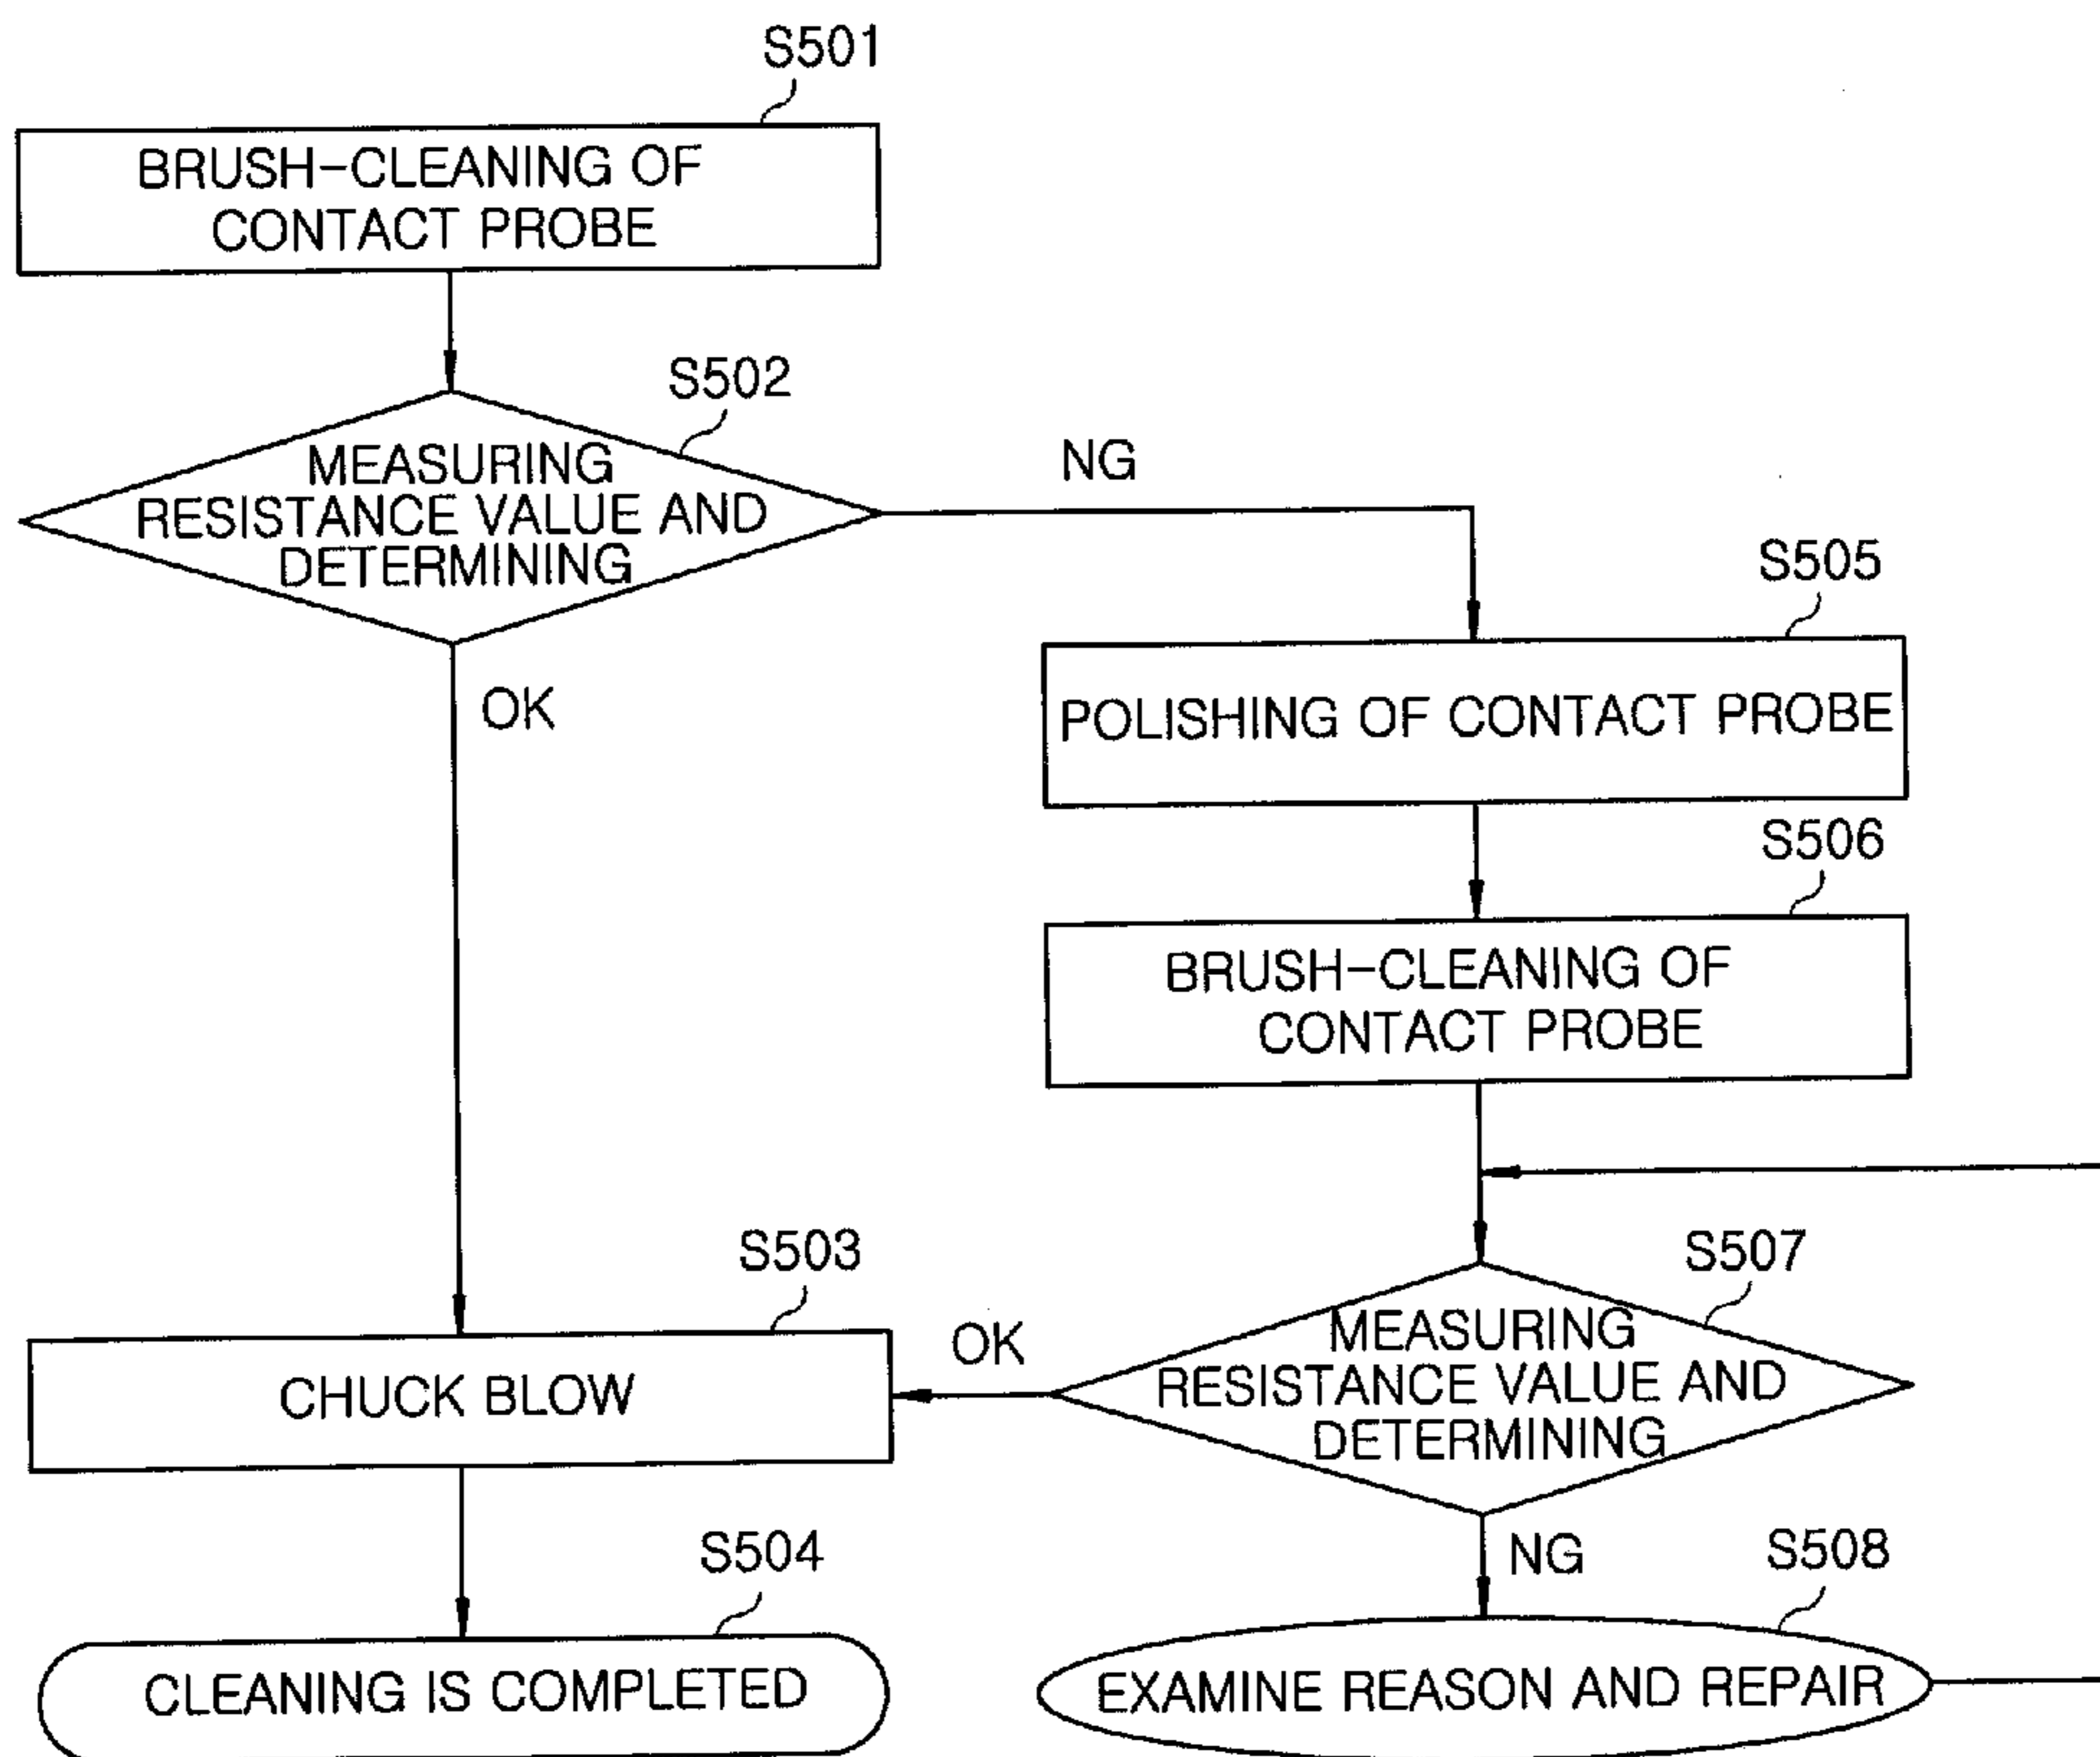 S501
BRUSH-CLEANING OF
CONTACT PROBE
S502
MEASURING
RESISTANCE VALUE AND
DETERMINING
NG
OK
S505
POLISHING OF CONTACT PROBE
S506
BRUSH-CLEANING OF
CONTACT PROBE
S503
CHUCK BLOW
OK
S507
MEASURING
RESISTANCE VALUE AND
DETERMINING
NG
S504
CLEANING IS COMPLETED
S508
EXAMINE REASON AND REPAIR